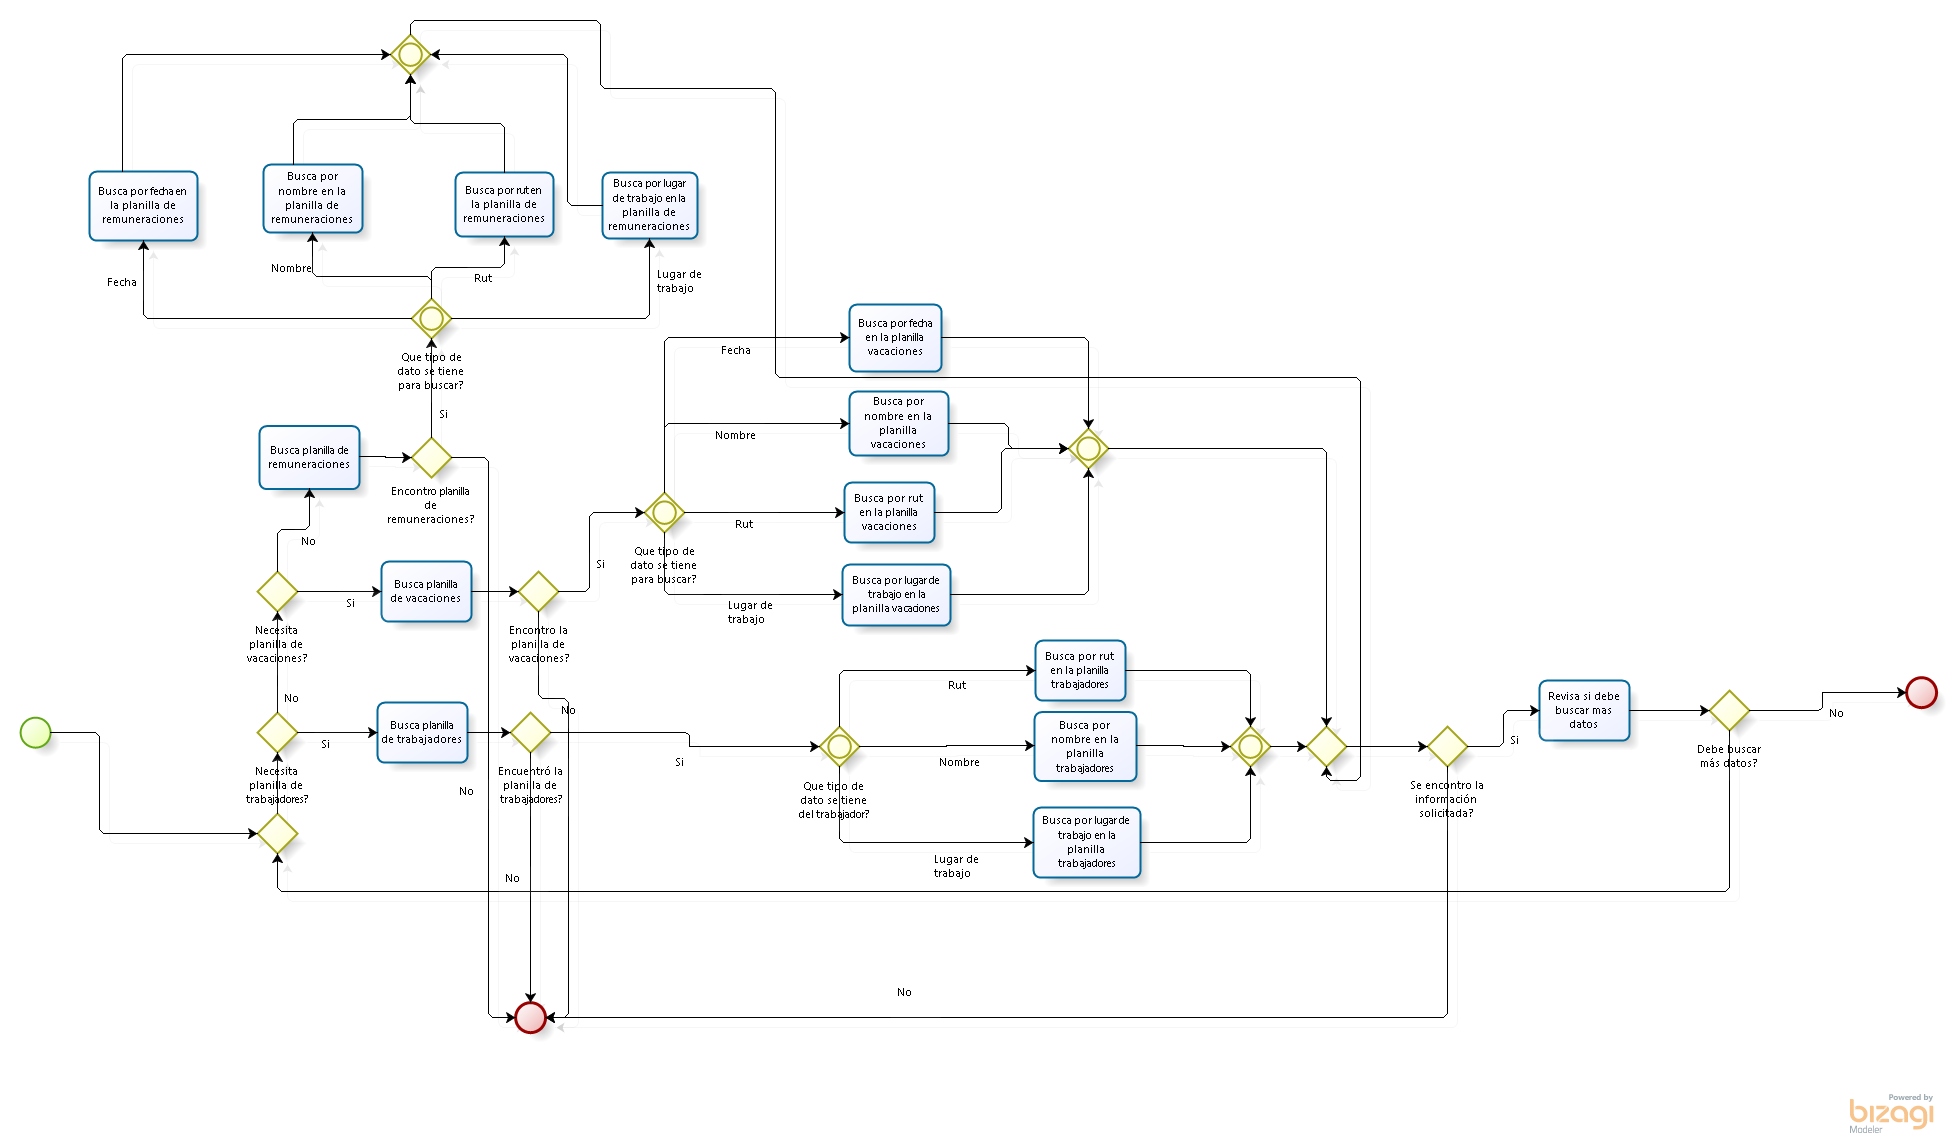 Busca por fecha en
la planilla de
remuneraciones
Busca por
nombre en la
planilla de
remuneraciones
Busca por rut en
la planilla de
remuneraciones
Busca por lugar
de trabajo en la
planilla de
remuneraciones
Fecha
Nombre
Rut
Lugar de
trabajo
Que tipo de
dato se tiene
para buscar?
Si
Busca planilla de
remuneraciones
Encontro planilla
de
remuneraciones?
No
Busca por fecha
en la planilla
vacaciones
Fecha
Busca por
nombre en la
planilla
vacaciones
Nombre
Busca por rut
en la planilla
vacaciones
Rut
Que tipo de
dato se tiene
para buscar?
Si
Busca por lugar de
trabajo en la
planilla vacaciones
Lugar de
trabajo
Busca planilla
de vacaciones
Si
Necesita
planilla de
vacaciones?
Encontro la
planilla de
vacaciones?
No
No
Busca planilla
de trabajadores
Si
Necesita
planilla de
trabajadores?
No
Encuentró la
planilla de
trabajadores?
Si
No
Busca por rut
en la planilla
trabajadores
Rut
Busca por
nombre en la
planilla
trabajadores
Nombre
Que tipo de
dato se tiene
del trabajador?
Busca por lugar de
trabajo en la
planilla
trabajadores
Lugar de
trabajo
Se encontro la
información
solicitada?
Si
Revisa si debe
buscar mas
datos
Debe buscar
más datos?
No
No
Powered by
bizagi
Modeler